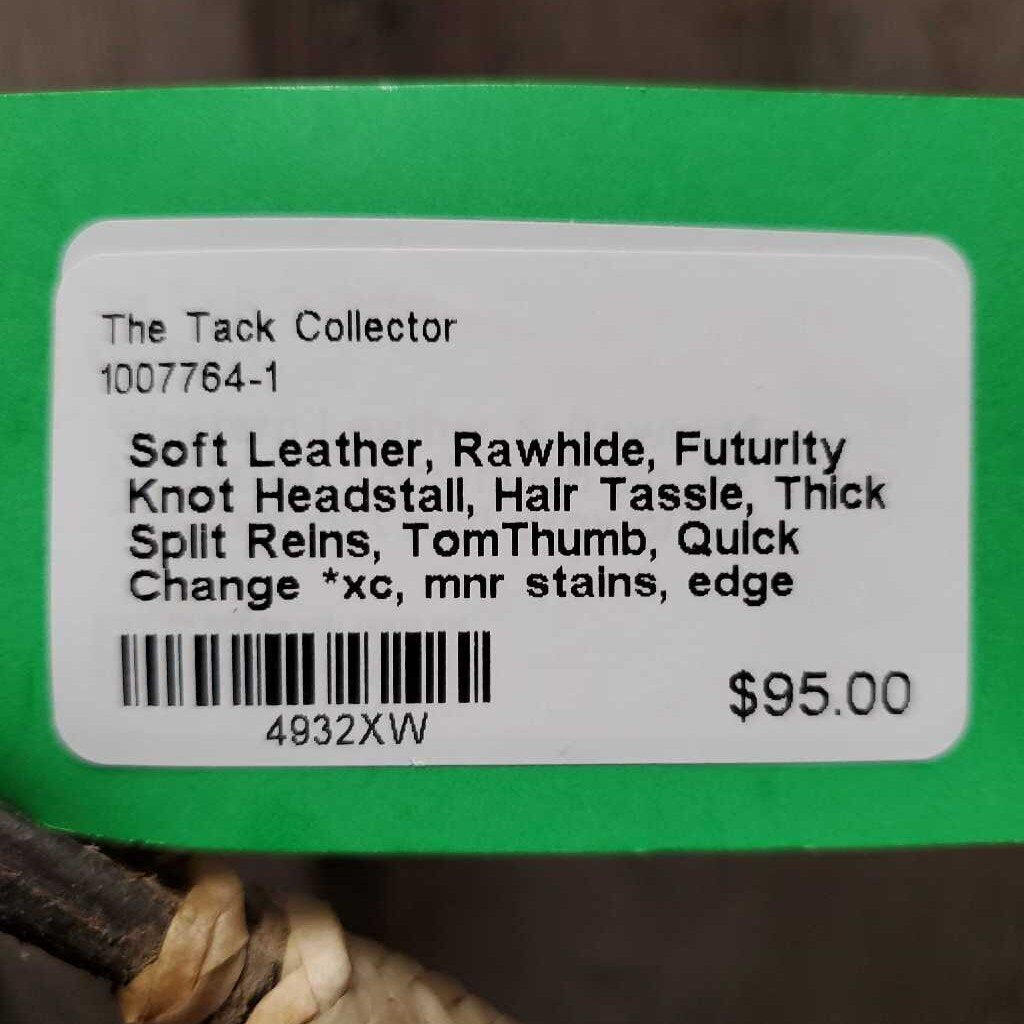 The Tack Collector
1007764-1
Soft Leather, Rawhide, Futurity
Knot Headstall, Hair Tassle, Thick
Split Reins, TomThumb, Quick
Change *xc, mnr stains, edge
4932XW
$95.00